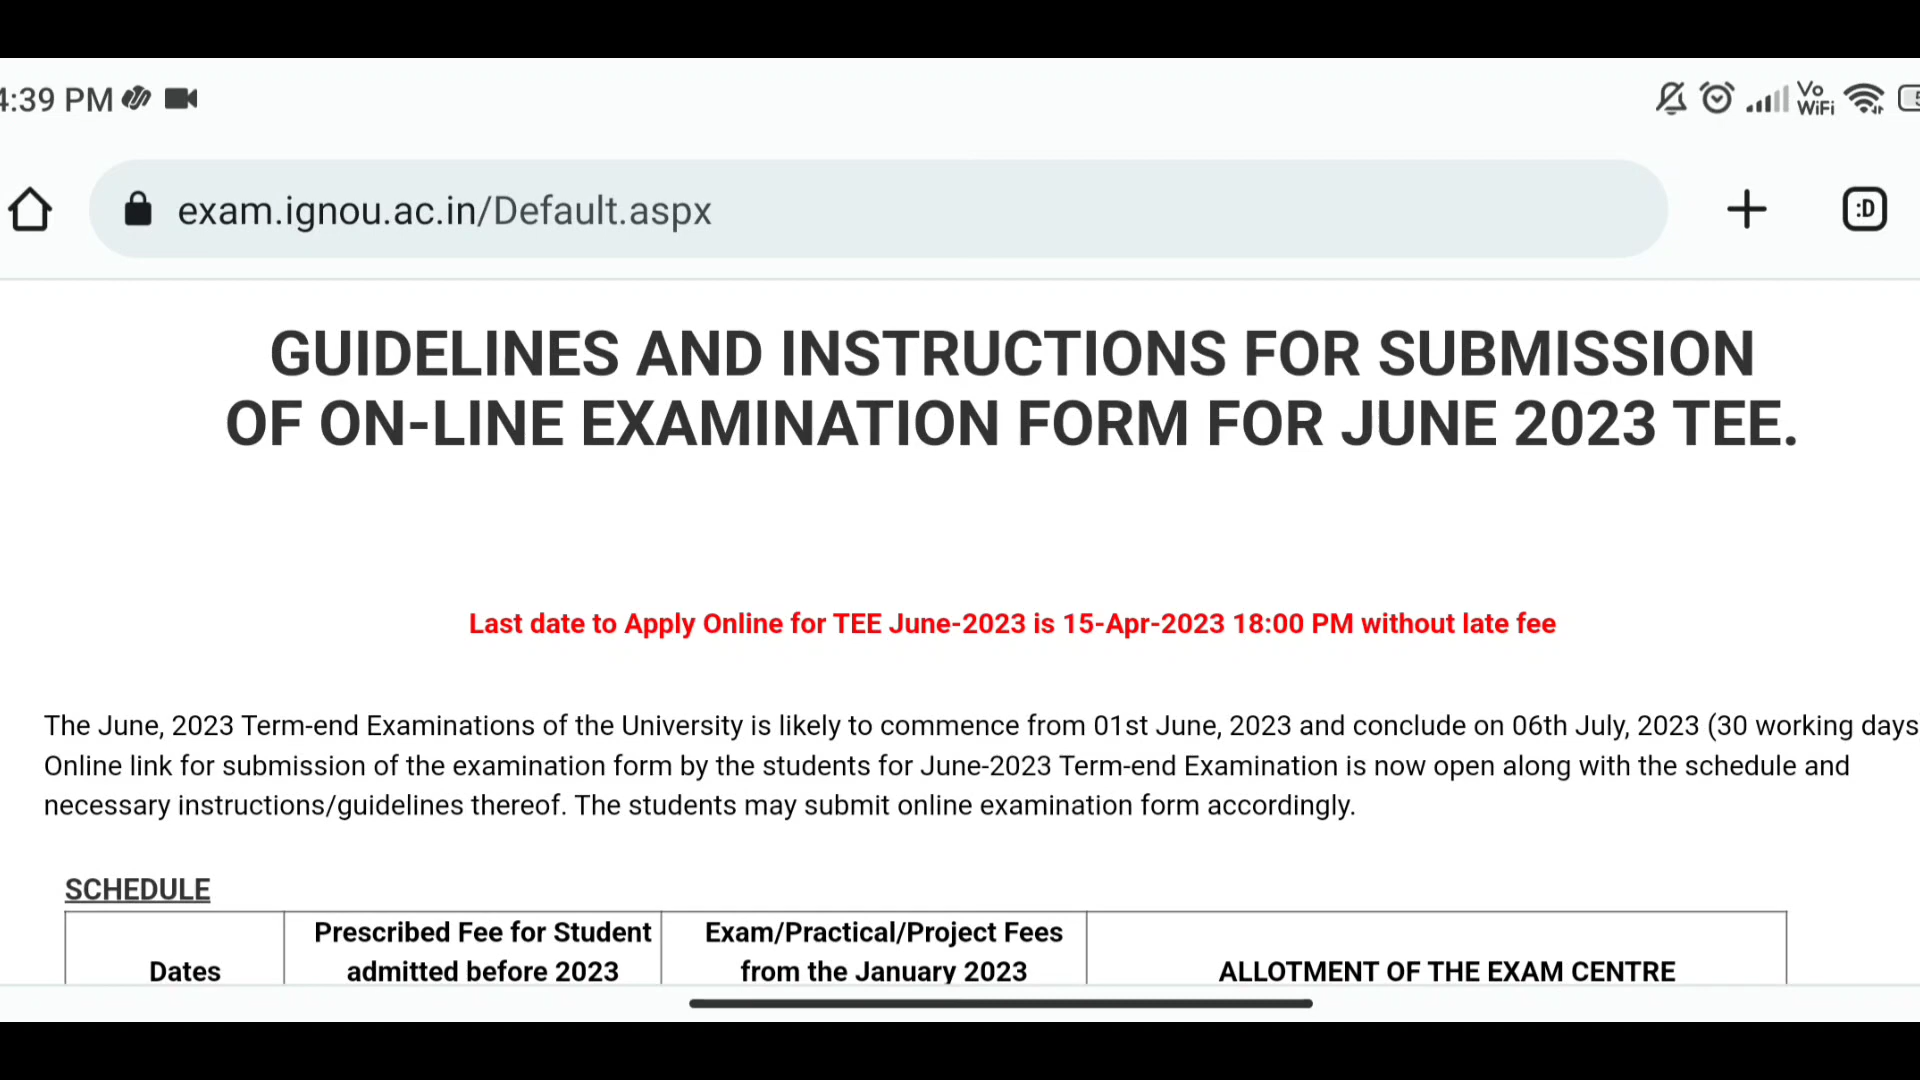 4:39 PM
Vo
WiFi
exam.ignou.ac.in/Default.aspx
:D
GUIDELINES AND INSTRUCTIONS FOR SUBMISSION
OF ON-LINE EXAMINATION FORM FOR JUNE 2023 TEE.
Last date to Apply Online for TEE June-2023 is 15-Apr-2023 18:00 PM without late fee
The June, 2023 Term-end Examinations of the University is likely to commence from 01st June, 2023 and conclude on 06th July, 2023 (30 working days
Online link for submission of the examination form by the students for June-2023 Term-end Examination is now open along with the schedule and
necessary instructions/guidelines thereof. The students may submit online examination form accordingly.
SCHEDULE
Dates
Prescribed Fee for Student
admitted before 2023
Exam/Practical/Project Fees
from the January 2023
ALLOTMENT OF THE EXAM CENTRE